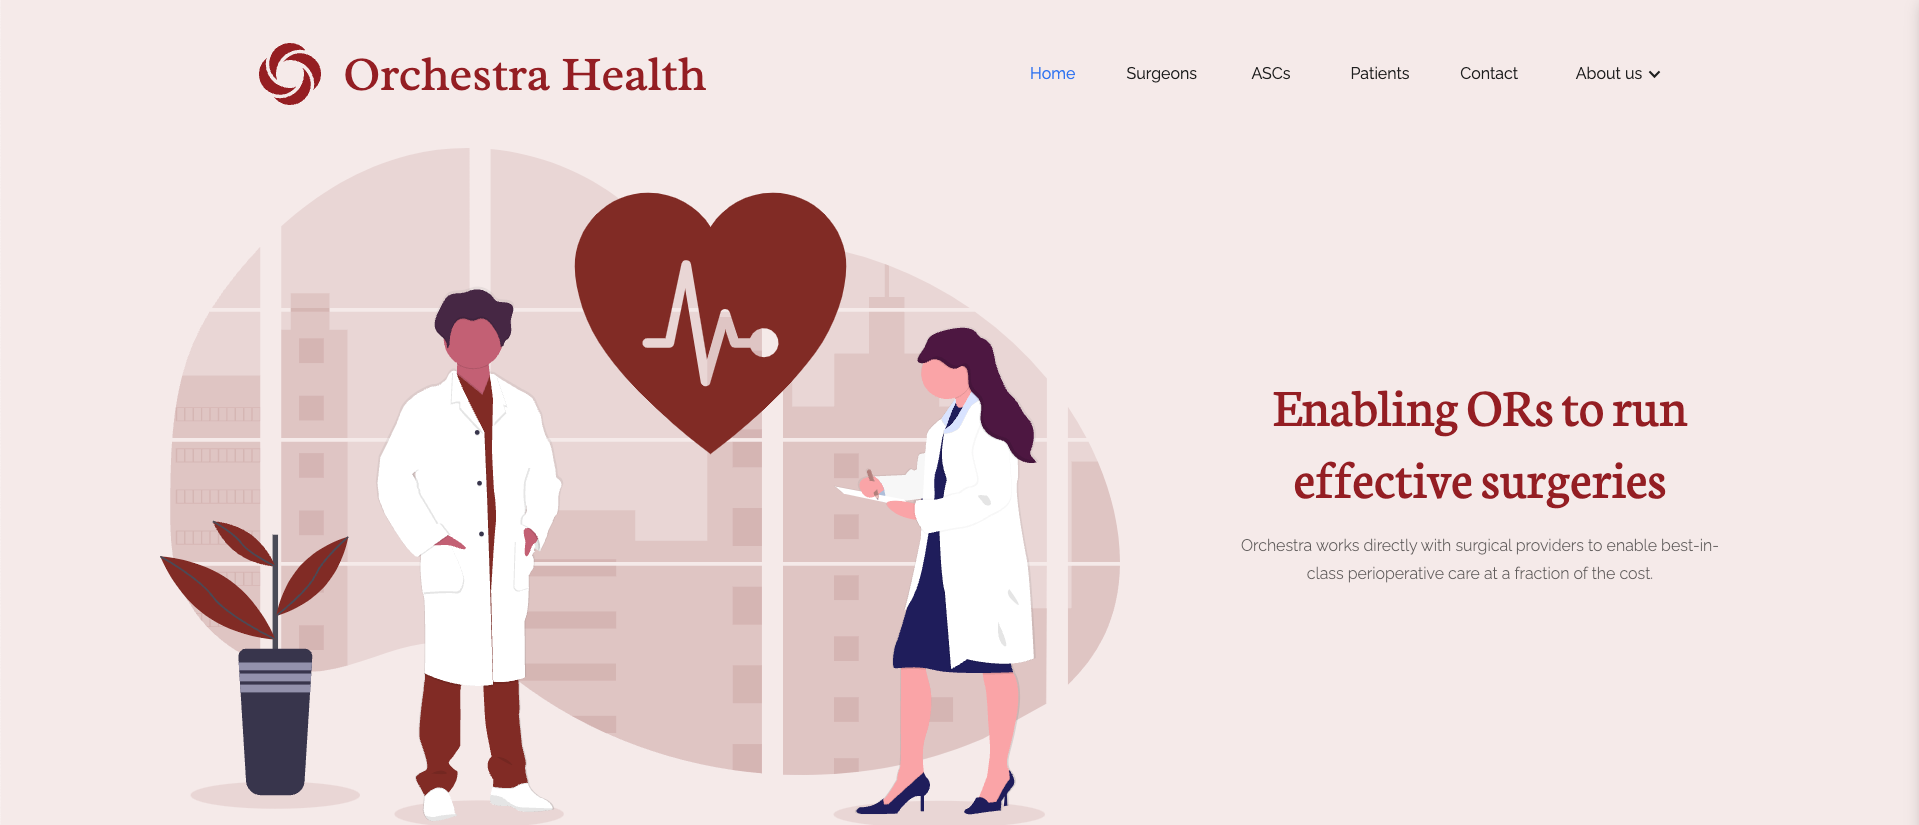 Orchestra Health
Home Surgeons ASCs Patients Contact About us
Enabling ORs to run
effective surgeries
Orchestra works directly with surgical providers to enable best-in-
class perioperative care at a fraction of the cost.